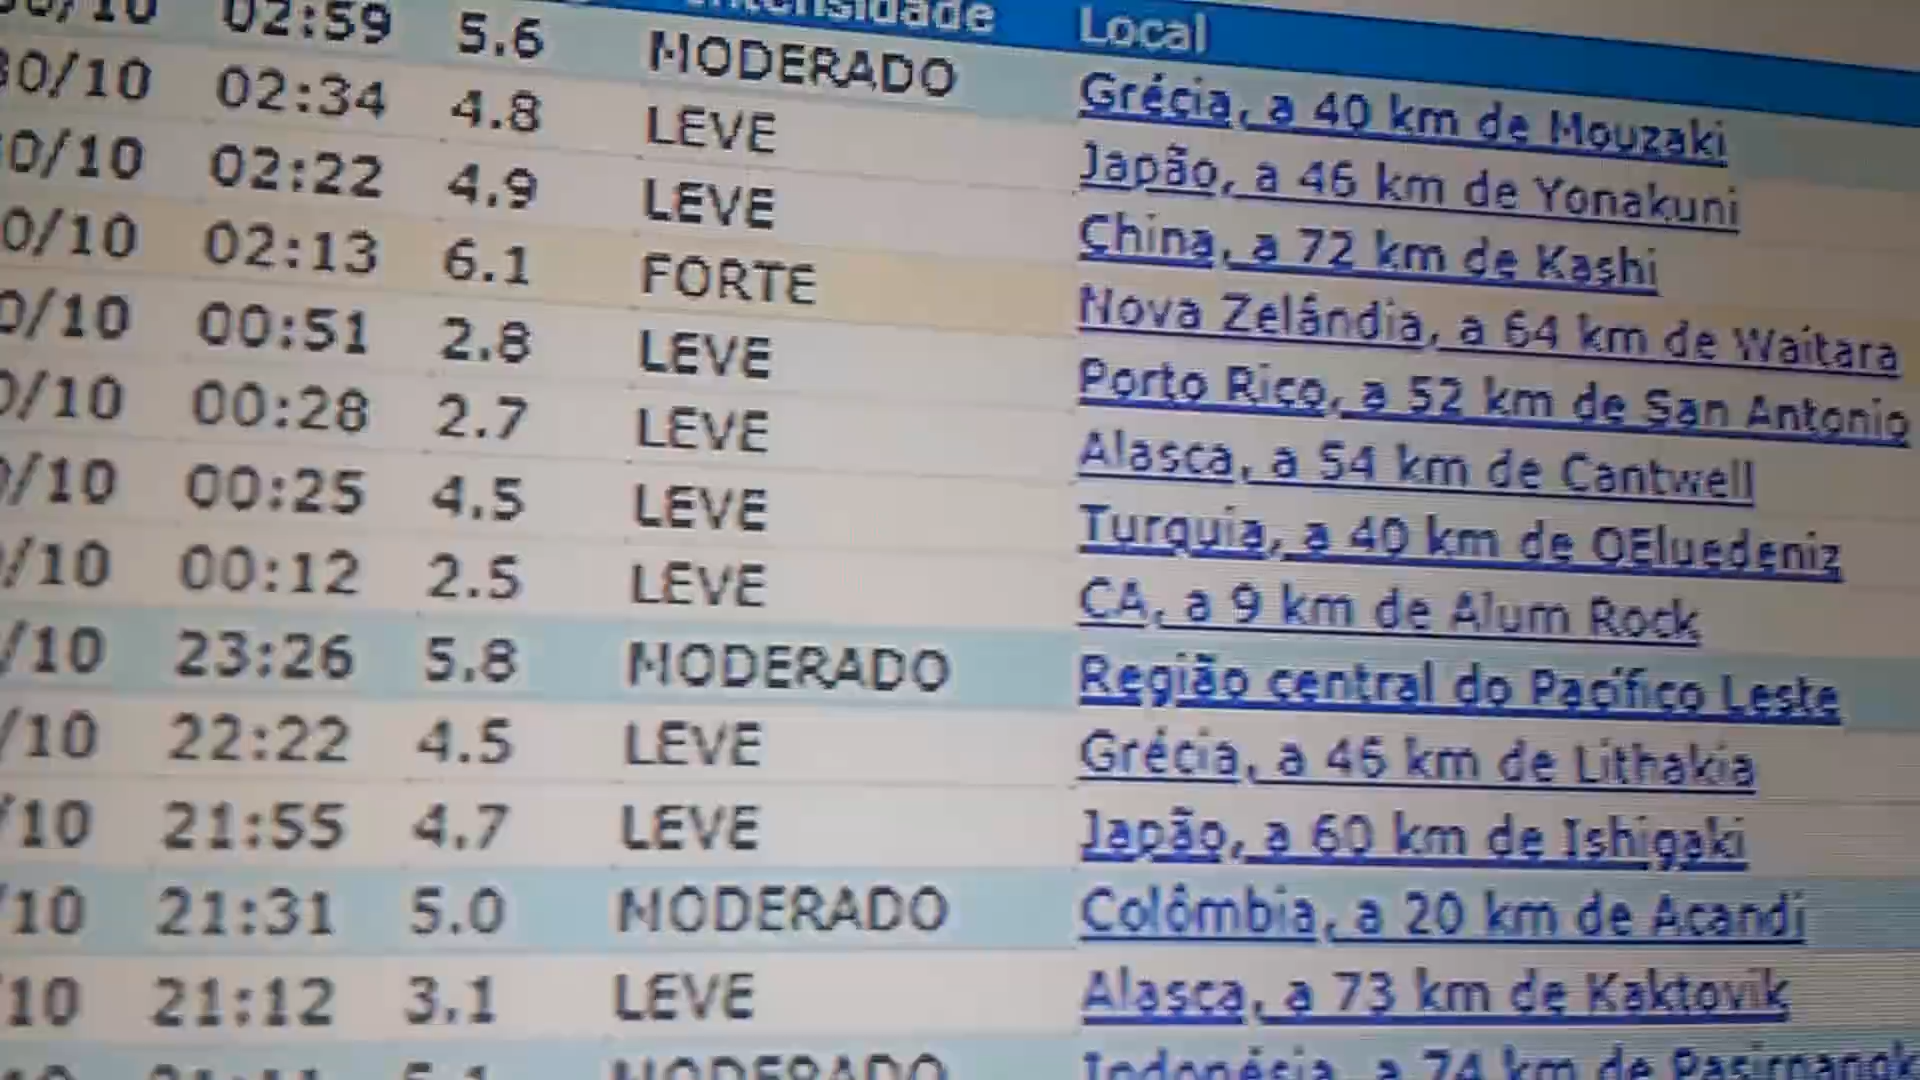 Intensidade Local
30/10 02:59 5.6 MODERADO Grécia, a 40 km de Mouzaki
30/10 02:34 4.8 LEVE Japão, a 46 km de Yonakuni
0/10 02:22 4.9 LEVE China, a 72 km de Kashi
0/10 02:13 6.1 FORTE Nova Zelândia, a 64 km de Waitara
0/10 00:51 2.8 LEVE Porto Rico, a 52 km de San Antonio
0/10 00:28 2.7 LEVE Alasca, a 54 km de Cantwell
/10 00:25 4.5 LEVE Turquia, a 40 km de OEluedeniz
/10 00:12 2.5 LEVE CA, a 9 km de Alum Rock
/10 23:26 5.8 MODERADO Região central do Pacífico Leste
/10 22:22 4.5 LEVE Grécia, a 46 km de Lithakia
/10 21:55 4.7 LEVE Japão, a 60 km de Ishigaki
/10 21:31 5.0 MODERADO Colômbia, a 20 km de Acandi
10 21:12 3.1 LEVE Alasca, a 73 km de Kaktovik
5.1 MODERADO Indonésia, a 74 km de